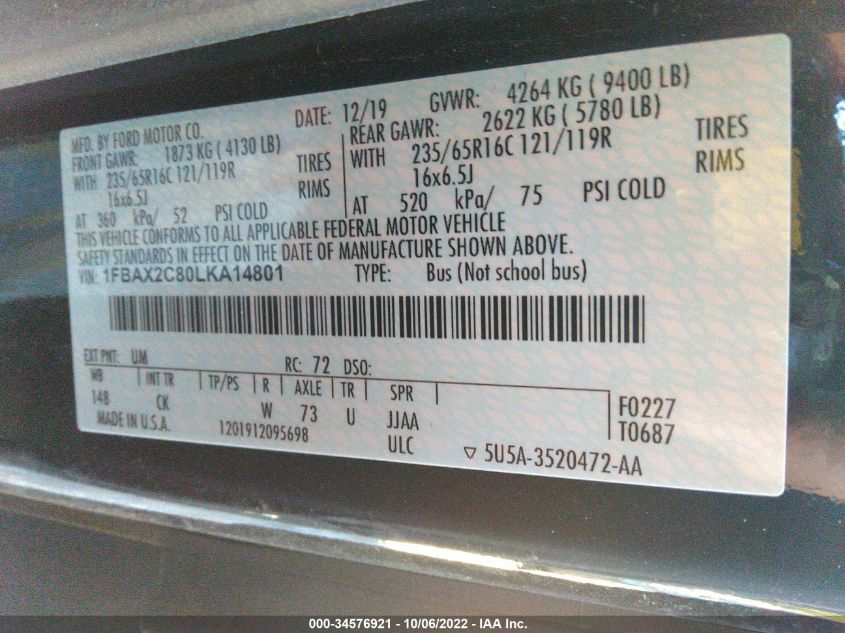 MFD. BY FORD MOTOR CO. DATE: 12/19 GVWR: 4264 KG ( 9400 LB)
FRONT GAWR: 1873 KG ( 4130 LB) REAR GAWR: 2622 KG ( 5780 LB)
WITH 235/65R16C 121/119R TIRES WITH 235/65R16C 121/119R TIRES
16x6.5J RIMS 16x6.5J RIMS
AT 360 kPa/ 52 PSI COLD AT 520 kPa/ 75 PSI COLD
THIS VEHICLE CONFORMS TO ALL APPLICABLE FEDERAL MOTOR VEHICLE
SAFETY STANDARDS IN EFFECT ON THE DATE OF MANUFACTURE SHOWN ABOVE.
VIN: 1FBAX2C80LKA14801 TYPE: Bus (Not school bus)
EXT PNT: UM RC: 72 DSO:
WB INT TR TP/PS R AXLE TR SPR
148 CK W 73 U JJAA F0227
MADE IN U.S.A. 1201912095698 ULC T0687
5U5A-3520472-AA
000-34576921 - 10/06/2022 - IAA Inc.